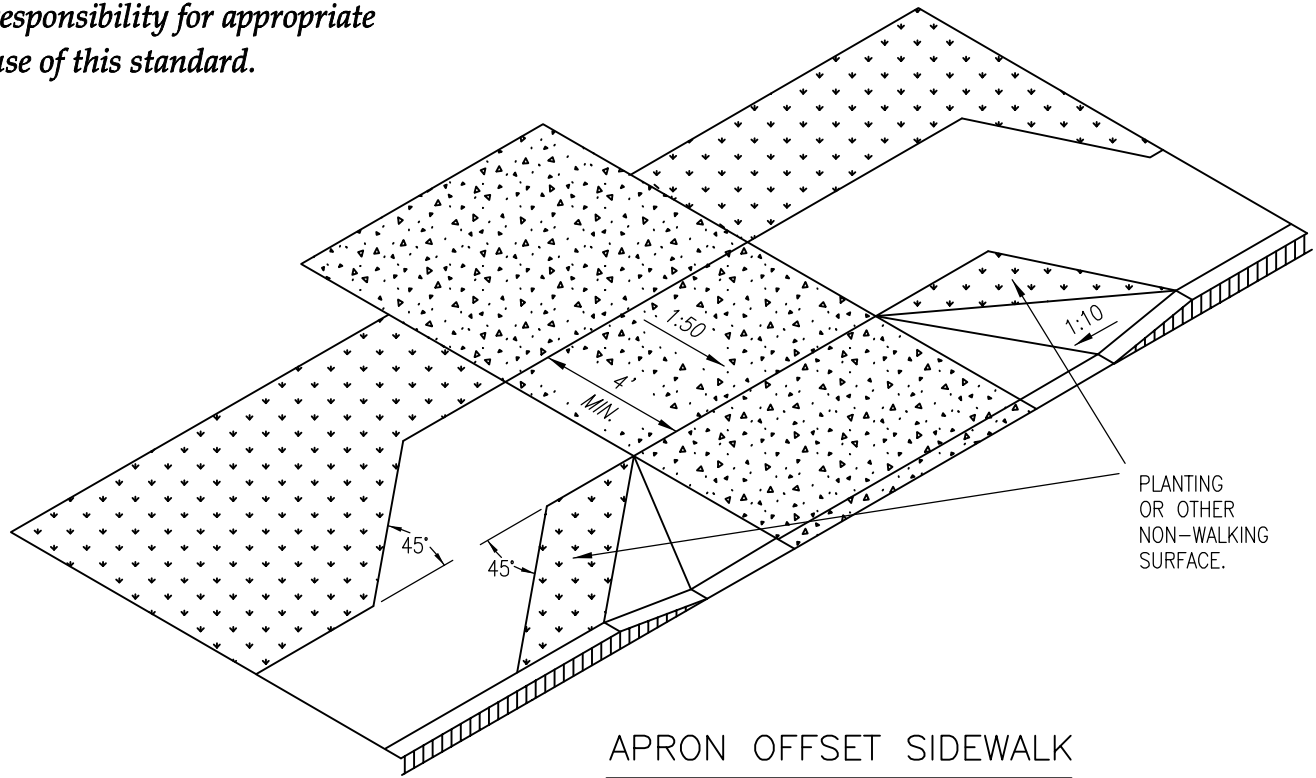 responsibility for appropriate
use of this standard.
1:50
1:10
4'
MIN.
45°
45°
PLANTING
OR OTHER
NON-WALKING
SURFACE.
APRON OFFSET SIDEWALK